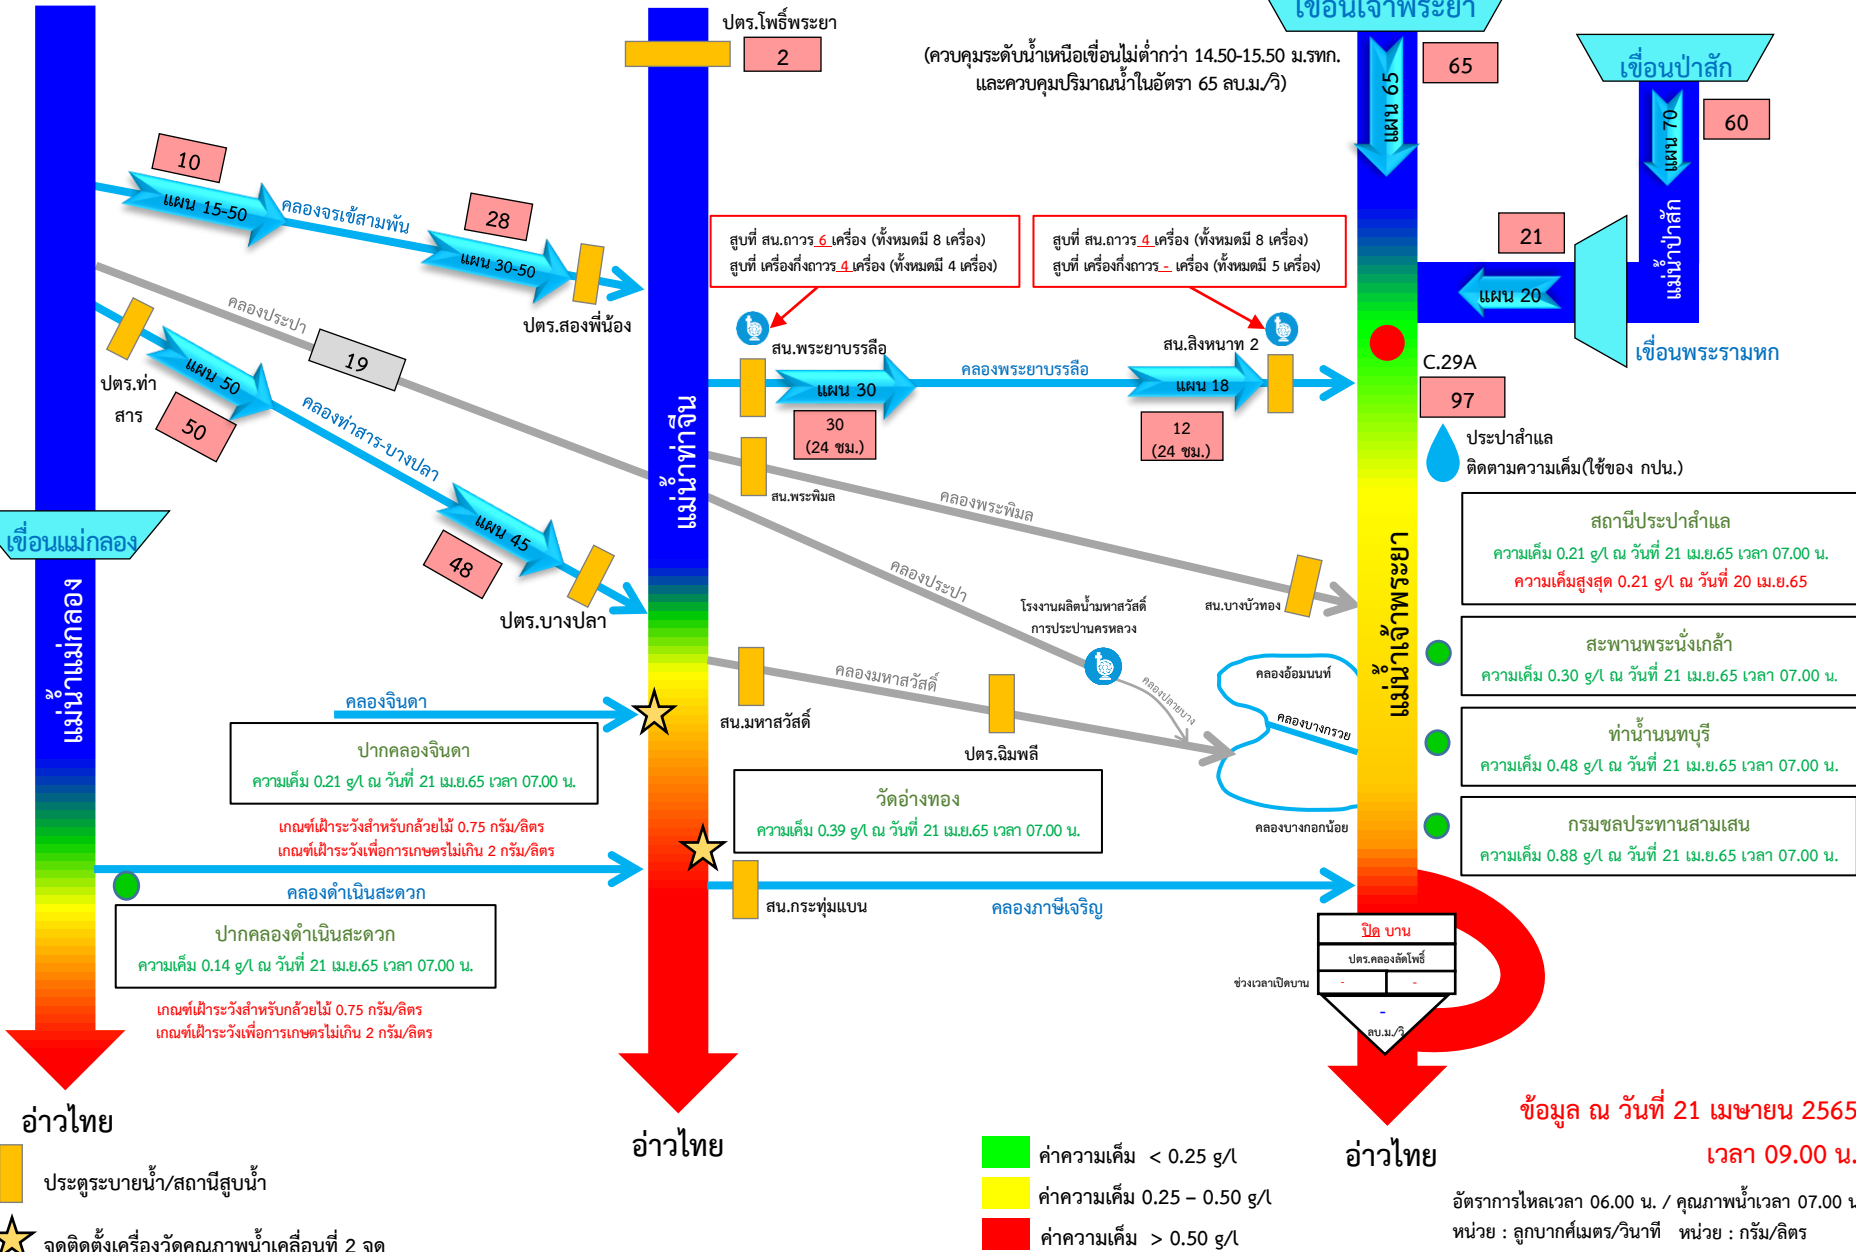 เขื่อนเจ้าพระยา
ปตร.โพธิ์พระยา
2
(ควบคุมระดับน้ำเหนือเขื่อนไม่ต่ำกว่า 14.50-15.50 ม.รทก.
และควบคุมปริมาณน้ำในอัตรา 65 ลบ.ม./วิ)
แผน 65
65
เขื่อนป่าสัก
แผน 70
60
แม่น้ำป่าสัก
10
แผน 15-50
คลองจรเข้สามพัน
28
แผน 30-50
ปตร.สองพี่น้อง
สูบที่ สน.ถาวร 6 เครื่อง (ทั้งหมดมี 8 เครื่อง)
สูบที่ เครื่องกึ่งถาวร 4 เครื่อง (ทั้งหมดมี 4 เครื่อง)
สูบที่ สน.ถาวร 4 เครื่อง (ทั้งหมดมี 8 เครื่อง)
สูบที่ เครื่องกึ่งถาวร - เครื่อง (ทั้งหมดมี 5 เครื่อง)
21
แผน 20
เขื่อนพระรามหก
คลองประปา
19
ปตร.ท่า
สาร
แผน 50
50
คลองท่าสาร-บางปลา
แผน 45
48
ปตร.บางปลา
แม่น้ำท่าจีน
สน.พระยาบรรลือ
แผน 30
30
(24 ชม.)
คลองพระยาบรรลือ
สน.สิงหนาท 2
แผน 18
12
(24 ชม.)
C.29A
97
ประปาสำแล
ติดตามความเค็ม(ใช้ของ กปน.)
สน.พระพิมล
คลองพระพิมล
สน.บางบัวทอง
คลองประปา
โรงงานผลิตน้ำมหาสวัสดิ์
การประปานครหลวง
คลองปลายบาง
เขื่อนแม่กลอง
แม่น้ำแม่กลอง
แม่น้ำเจ้าพระยา
สถานีประปาสำแล
ความเค็ม 0.21 g/l ณ วันที่ 21 เม.ย.65 เวลา 07.00 น.
ความเค็มสูงสุด 0.21 g/l ณ วันที่ 20 เม.ย.65
สะพานพระนั่งเกล้า
ความเค็ม 0.30 g/l ณ วันที่ 21 เม.ย.65 เวลา 07.00 น.
ท่าน้ำนนทบุรี
ความเค็ม 0.48 g/l ณ วันที่ 21 เม.ย.65 เวลา 07.00 น.
กรมชลประทานสามเสน
ความเค็ม 0.88 g/l ณ วันที่ 21 เม.ย.65 เวลา 07.00 น.
คลองอ้อมนนท์
คลองบางกรวย
คลองบางกอกน้อย
คลองมหาสวัสดิ์
สน.มหาสวัสดิ์
ปตร.ฉิมพลี
คลองจินดา
ปากคลองจินดา
ความเค็ม 0.21 g/l ณ วันที่ 21 เม.ย.65 เวลา 07.00 น.
เกณฑ์เฝ้าระวังสำหรับกล้วยไม้ 0.75 กรัม/ลิตร
เกณฑ์เฝ้าระวังเพื่อการเกษตรไม่เกิน 2 กรัม/ลิตร
วัดอ่างทอง
ความเค็ม 0.39 g/l ณ วันที่ 21 เม.ย.65 เวลา 07.00 น.
คลองดำเนินสะดวก
ปากคลองดำเนินสะดวก
ความเค็ม 0.14 g/l ณ วันที่ 21 เม.ย.65 เวลา 07.00 น.
เกณฑ์เฝ้าระวังสำหรับกล้วยไม้ 0.75 กรัม/ลิตร
เกณฑ์เฝ้าระวังเพื่อการเกษตรไม่เกิน 2 กรัม/ลิตร
สน.กระทุ่มแบน
คลองภาษีเจริญ
ปิด บาน
ปตร.คลองลัดโพธิ์
ช่วงเวลาเปิดบาน
-
-
-
ลบ.ม./วิ
อ่าวไทย
อ่าวไทย
อ่าวไทย
ข้อมูล ณ วันที่ 21 เมษายน 2565
เวลา 09.00 น.
อัตราการไหลเวลา 06.00 น. / คุณภาพน้ำเวลา 07.00 น
หน่วย : ลูกบากศ์เมตร/วินาที หน่วย : กรัม/ลิตร
ประตูระบายน้ำ/สถานีสูบน้ำ
จุดติดตั้งเครื่องวัดคุณภาพน้ำเคลื่อนที่ 2 จุด
ค่าความเค็ม < 0.25 g/l
ค่าความเค็ม 0.25 – 0.50 g/l
ค่าความเค็ม > 0.50 g/l